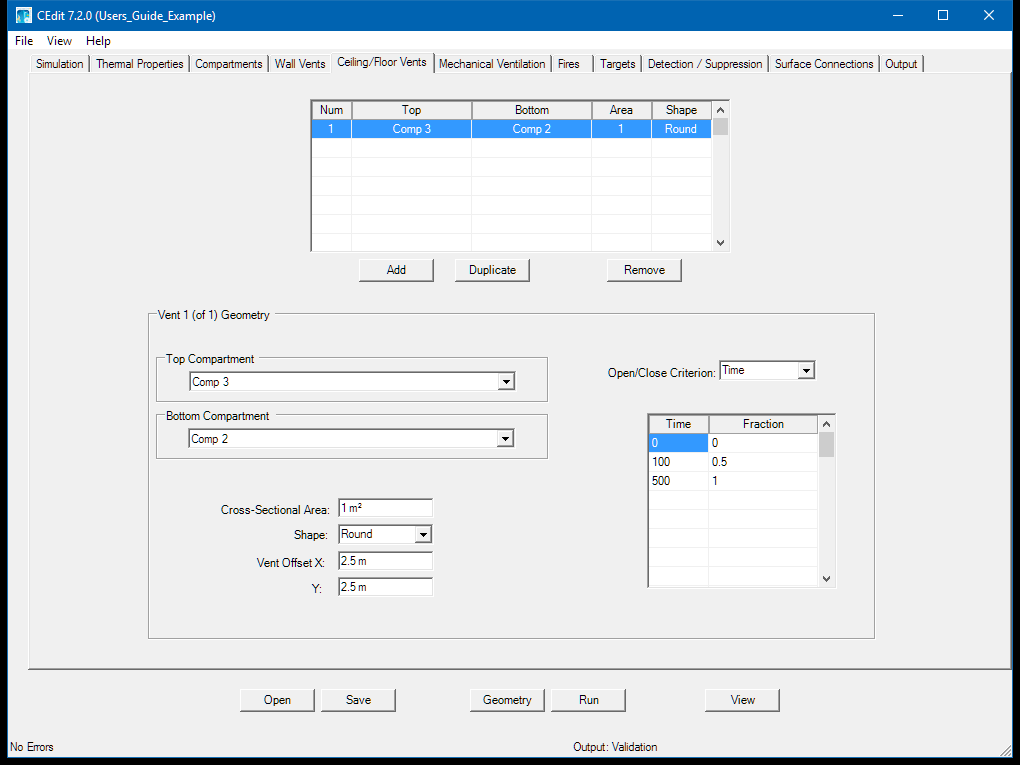 CEdit 7.2.0 (Users_Guide_Example)
File View Help
Simulation Thermal Properties Compartments Wall Vents Ceiling/Floor Vents Mechanical Ventilation Fires Targets Detection / Suppression Surface Connections Output
Num Top Bottom Area Shape
1 Comp 3 Comp 2 1 Round
Add Duplicate Remove
Vent 1 (of 1) Geometry
Top Compartment
Comp 3
Open/Close Criterion: Time
Bottom Compartment
Comp 2
Time Fraction
0 0
100 0.5
500 1
Cross-Sectional Area: 1 m²
Shape: Round
Vent Offset X: 2.5 m
Y: 2.5 m
Open Save Geometry Run View
No Errors Output: Validation